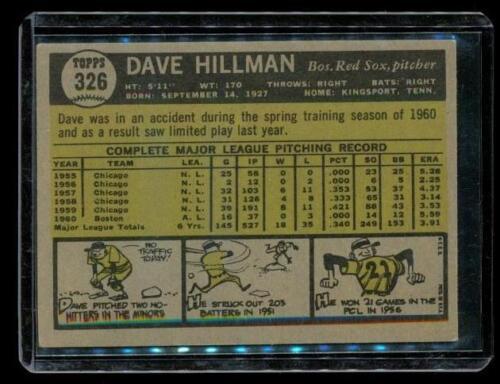 TOPPS
326
DAVE HILLMAN Bos. Red Sox, pitcher
HT: 5'11" WT: 170 THROWS: RIGHT BATS: RIGHT
BORN: SEPTEMBER 14, 1927 HOME: KINGSPORT, TENN.
Dave was in an accident during the spring training season of 1960
and as a result saw limited play last year.
COMPLETE MAJOR LEAGUE PITCHING RECORD
YEAR TEAM LEA. G IP W L PCT SO BB ERA
1955 Chicago N. L. 25 58 0 0 .000 23 25 5.28
1956 Chicago N. L. 2 12 0 2 .000 6 5 2.25
1957 Chicago N. L. 32 103 6 11 .353 53 37 4.37
1958 Chicago N. L. 31 126 4 8 .333 65 31 3.14
1959 Chicago N. L. 39 191 8 11 .421 88 43 3.53
1960 Boston A. L. 16 37 0 3 .000 14 12 5.59
Major League Totals 6 Yrs. 145 527 18 35 .340 249 153 3.91
NO TRAFFIC TODAY!
DAVE PITCHED TWO NO-
HITTERS IN THE MINORS
HE STRUCK OUT 203
BATTERS IN 1951
21
HE WON 21 GAMES IN THE
PCL IN 1956